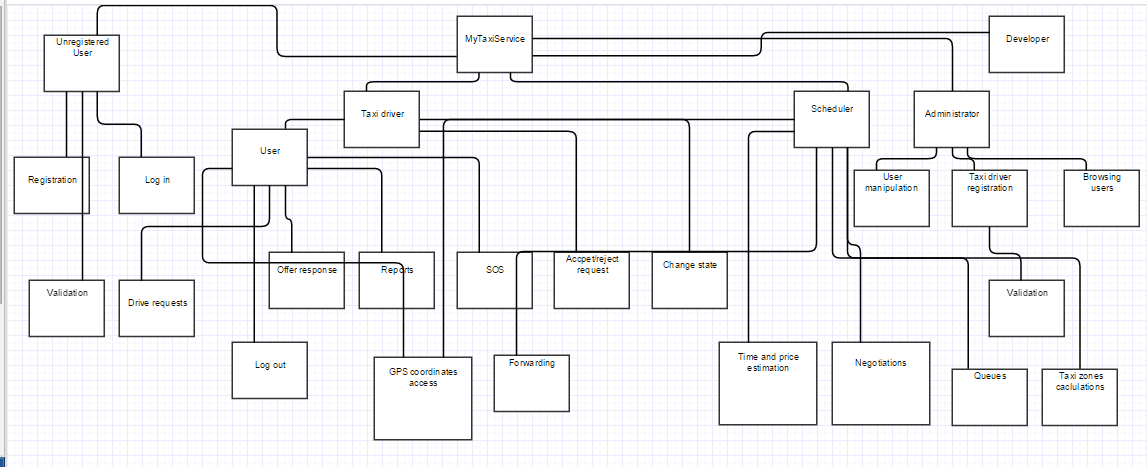 Unregistered
User
MyTaxiService
Developer
Taxi driver
Scheduler
Administrator
User
Registration
Log in
User
manipulation
Taxi driver
registration
Browsing
users
Offer response
Reports
SOS
Accpet/reject
request
Change state
Validation
Drive requests
Validation
Log out
GPS coordinates
access
Forwarding
Time and price
estimation
Negotiations
Queues
Taxi zones
caclulations